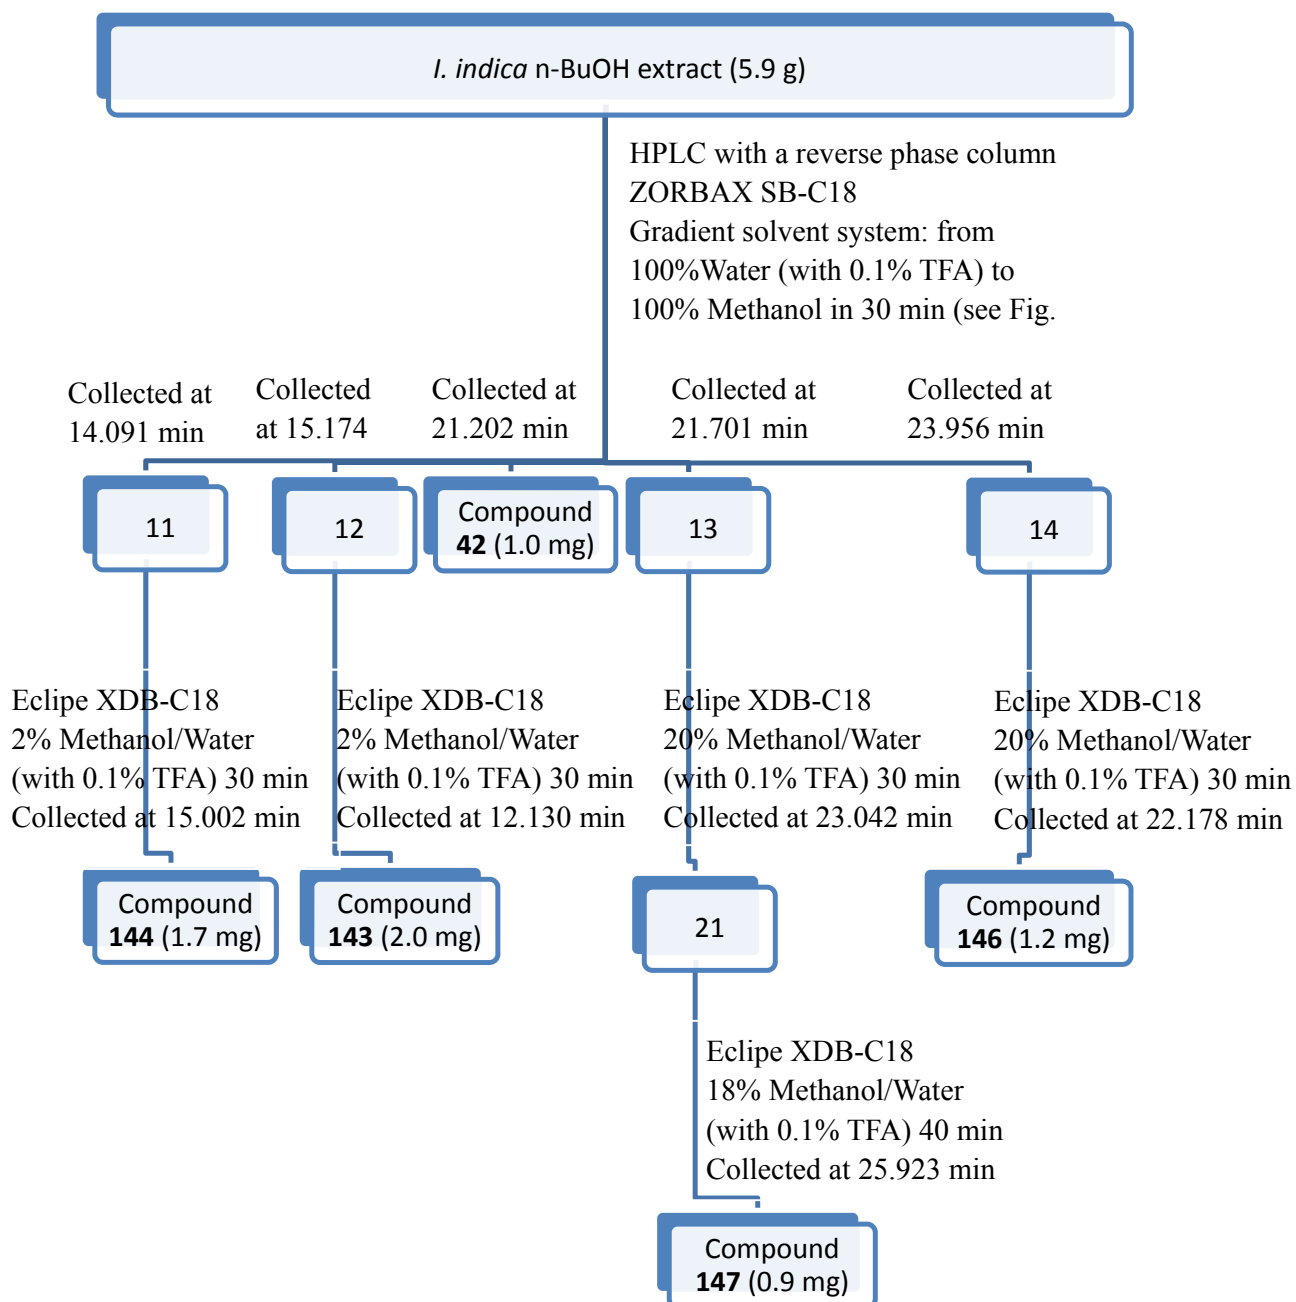 I. indica n-BuOH extract (5.9 g)
HPLC with a reverse phase column
ZORBAX SB-C18
Gradient solvent system: from
100%Water (with 0.1% TFA) to
100% Methanol in 30 min (see Fig.
Collected at
14.091 min
Collected
at 15.174
Collected at
21.202 min
Collected at
21.701 min
Collected at
23.956 min
11
12
Compound
42 (1.0 mg)
13
14
Eclipe XDB-C18
2% Methanol/Water
(with 0.1% TFA) 30 min
Collected at 15.002 min
Eclipe XDB-C18
2% Methanol/Water
(with 0.1% TFA) 30 min
Collected at 12.130 min
Eclipe XDB-C18
20% Methanol/Water
(with 0.1% TFA) 30 min
Collected at 23.042 min
Eclipe XDB-C18
20% Methanol/Water
(with 0.1% TFA) 30 min
Collected at 22.178 min
Compound
144 (1.7 mg)
Compound
143 (2.0 mg)
21
Compound
146 (1.2 mg)
Eclipe XDB-C18
18% Methanol/Water
(with 0.1% TFA) 40 min
Collected at 25.923 min
Compound
147 (0.9 mg)